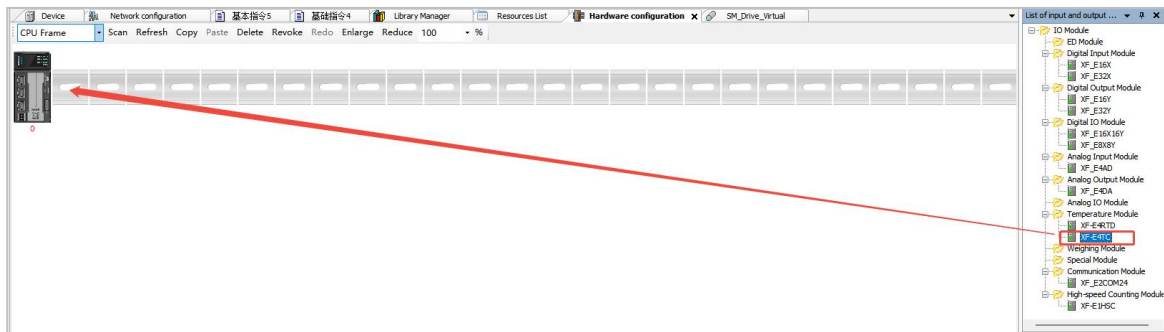 Device
Network configuration
基本指令5
基础指令4
Library Manager
Resources List
Hardware configuration
SM_Drive_Virtual
CPU Frame
Scan Refresh Copy Paste Delete Revoke Redo Enlarge Reduce 100 %
0
List of input and output ...
IO Module
ED Module
Digital Input Module
XF_E16X
XF_E32X
Digital Output Module
XF_E16Y
XF_E32Y
Digital IO Module
XF_E16X16Y
XF_E8X8Y
Analog Input Module
XF_E4AD
Analog Output Module
XF_E4DA
Analog IO Module
Temperature Module
XF-E4RTD
XF-E4TC
Weighing Module
Special Module
Communication Module
XF_E2COM24
High-speed Counting Module
XF-E1HSC